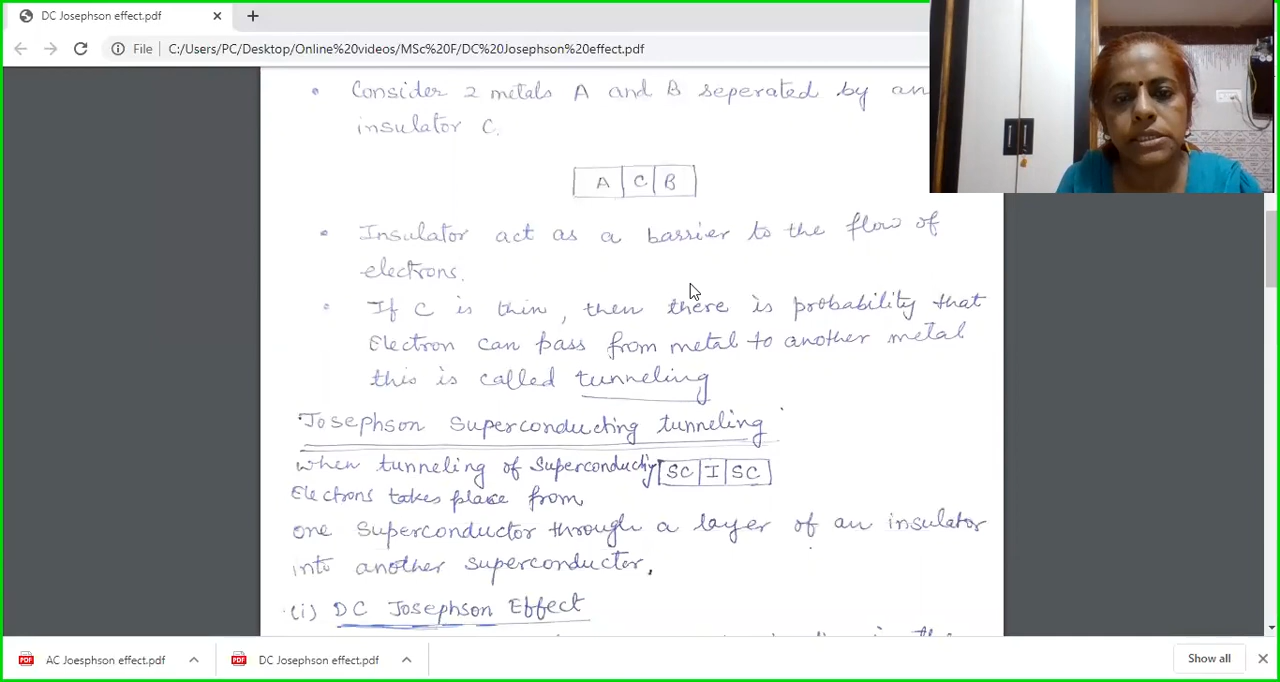 DC Josephson effect.pdf
File C:/Users/PC/Desktop/Online%20videos/MSc%20F/DC%20Josephson%20effect.pdf
Consider 2 metals A and B seperated by an
insulator C.
A C B
Insulator act as a barrier to the flow of
electrons.
If C is thin, then there is probability that
Electron can pass from metal to another metal
this is called tunneling
Josephson Superconducting tunneling
when tunneling of Superconducting SC I SC
Electrons takes place from
one superconductor through a layer of an insulator
into another superconductor.
(i) DC Josephson Effect
AC Joesphson effect.pdf DC Josephson effect.pdf Show all